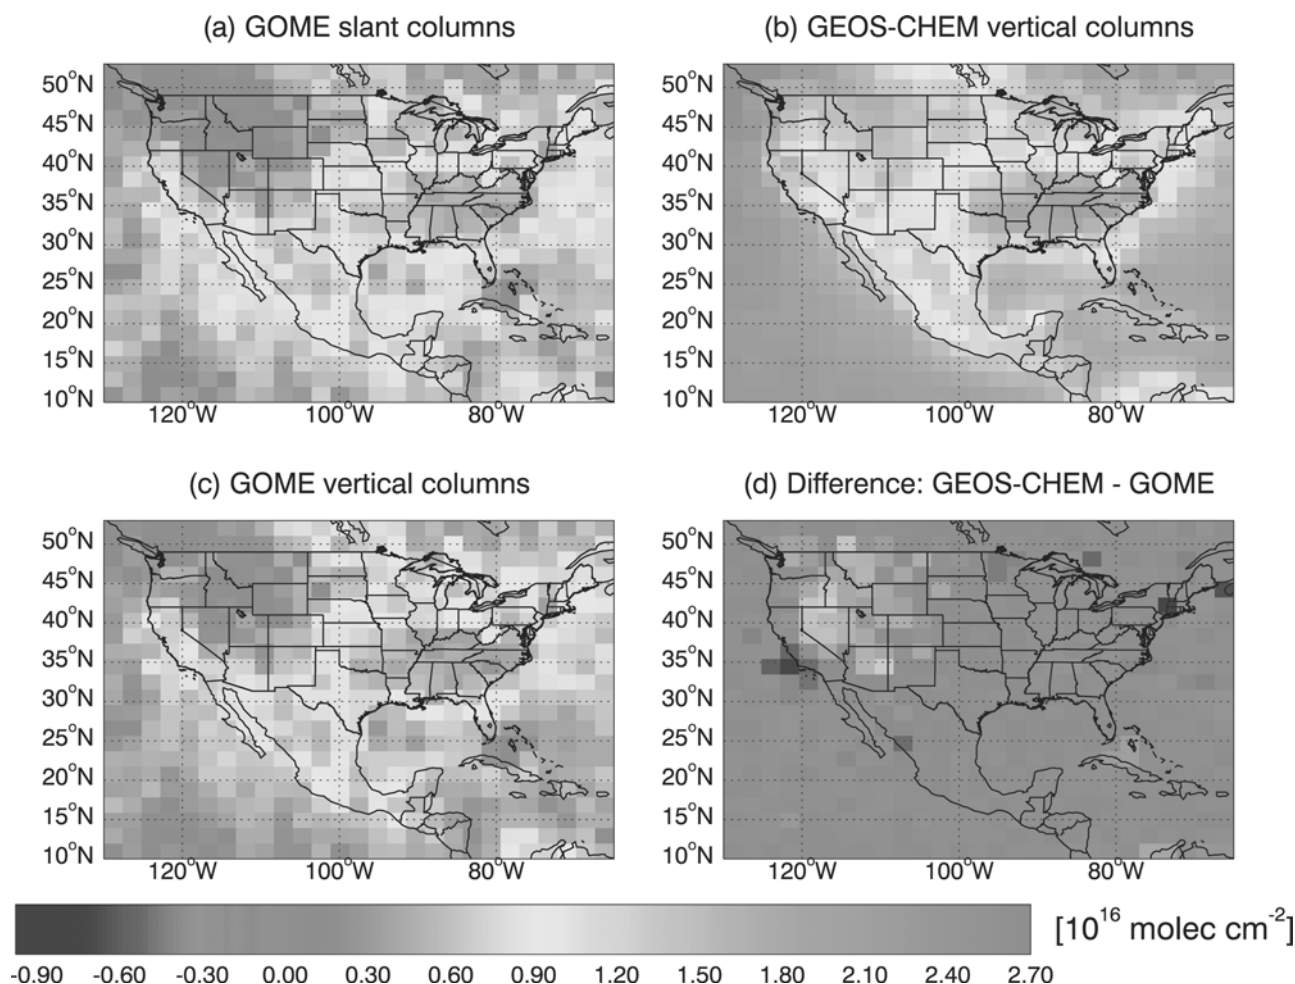 (a) GOME slant columns
(b) GEOS-CHEM vertical columns
50°N
45°N
40°N
35°N
30°N
25°N
20°N
15°N
10°N
120°W 100°W 80°W
50°N
45°N
40°N
35°N
30°N
25°N
20°N
15°N
10°N
120°W 100°W 80°W
(c) GOME vertical columns
(d) Difference: GEOS-CHEM - GOME
50°N
45°N
40°N
35°N
30°N
25°N
20°N
15°N
10°N
120°W 100°W 80°W
50°N
45°N
40°N
35°N
30°N
25°N
20°N
15°N
10°N
120°W 100°W 80°W
[10¹⁶ molec cm⁻²]
-0.90 -0.60 -0.30 0.00 0.30 0.60 0.90 1.20 1.50 1.80 2.10 2.40 2.70